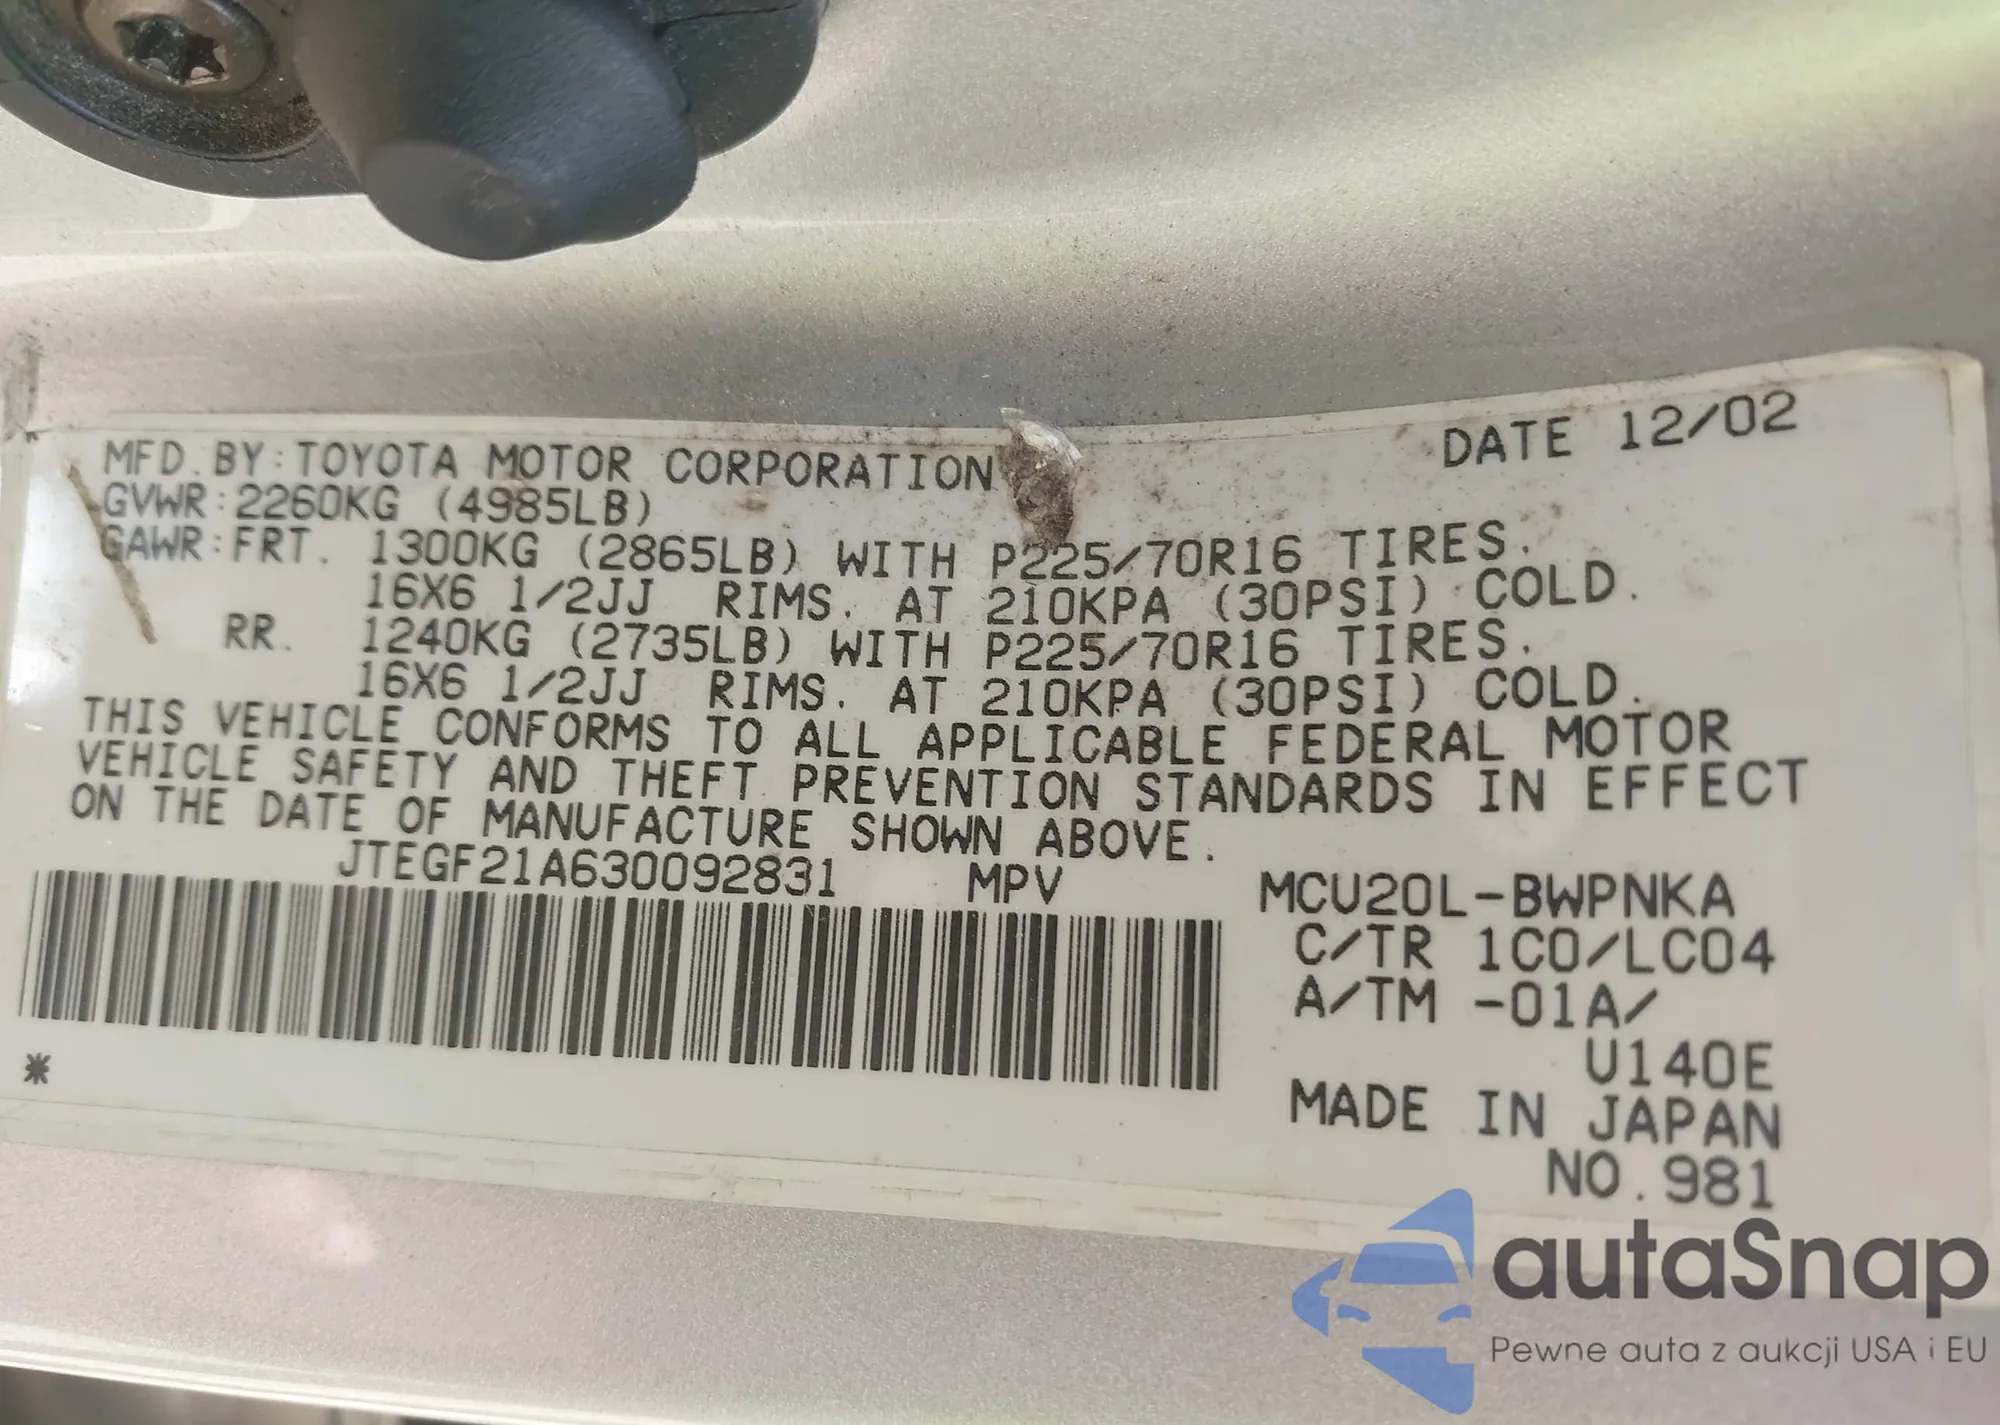 DATE 12/02
MFD.BY:TOYOTA MOTOR CORPORATION
GVWR:2260KG (4985LB)
GAWR:FRT. 1300KG (2865LB) WITH P225/70R16 TIRES.
16X6 1/2JJ RIMS. AT 210KPA (30PSI) COLD.
RR. 1240KG (2735LB) WITH P225/70R16 TIRES.
16X6 1/2JJ RIMS. AT 210KPA (30PSI) COLD.
THIS VEHICLE CONFORMS TO ALL APPLICABLE FEDERAL MOTOR
VEHICLE SAFETY AND THEFT PREVENTION STANDARDS IN EFFECT
ON THE DATE OF MANUFACTURE SHOWN ABOVE.
JTEGF21A630092831 MPV MCU20L-BWPNKA
C/TR 1C0/LC04
A/TM -01A/
U140E
MADE IN JAPAN
NO.981
*
autaSnap
Pewne auta z aukcji USA i EU